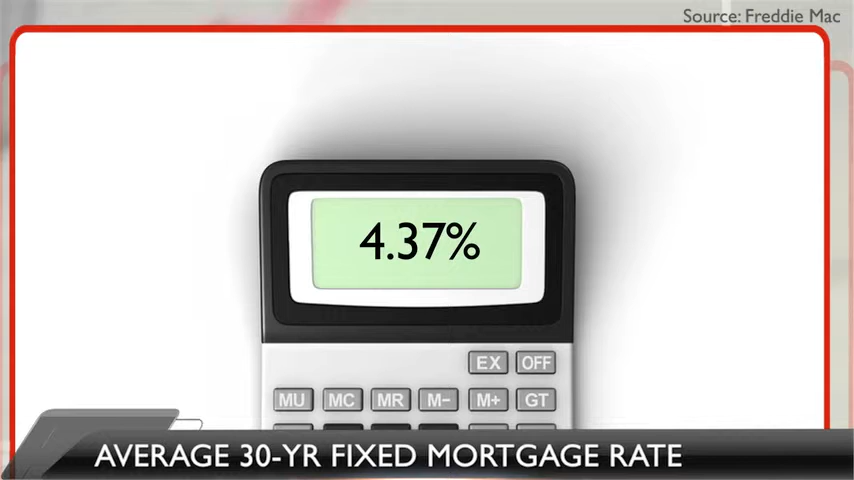 Source: Freddie Mac
4.37%
EX OFF
MU MC MR M− M+ GT
AVERAGE 30-YR FIXED MORTGAGE RATE